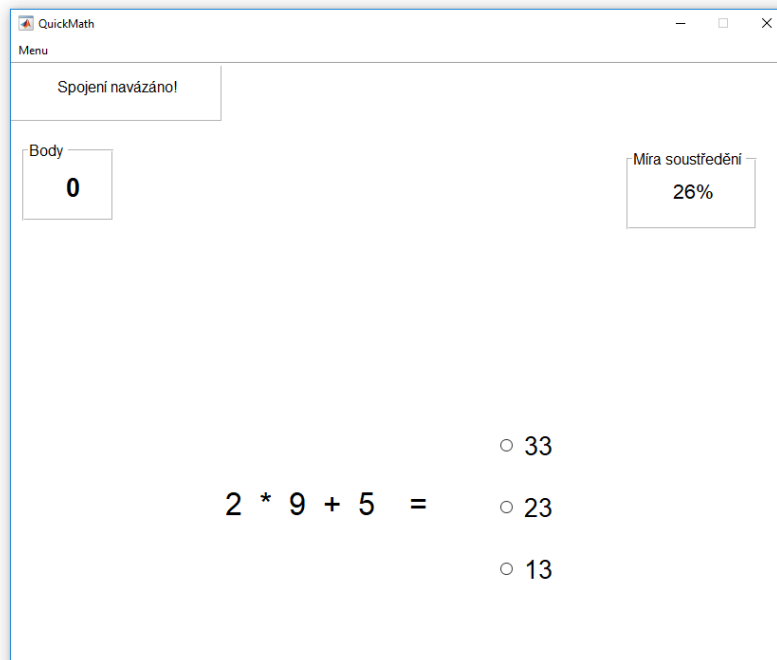 QuickMath
Menu
Spojení navázáno!
Body
0
Míra soustředění
26%
2 * 9 + 5 =
33
23
13